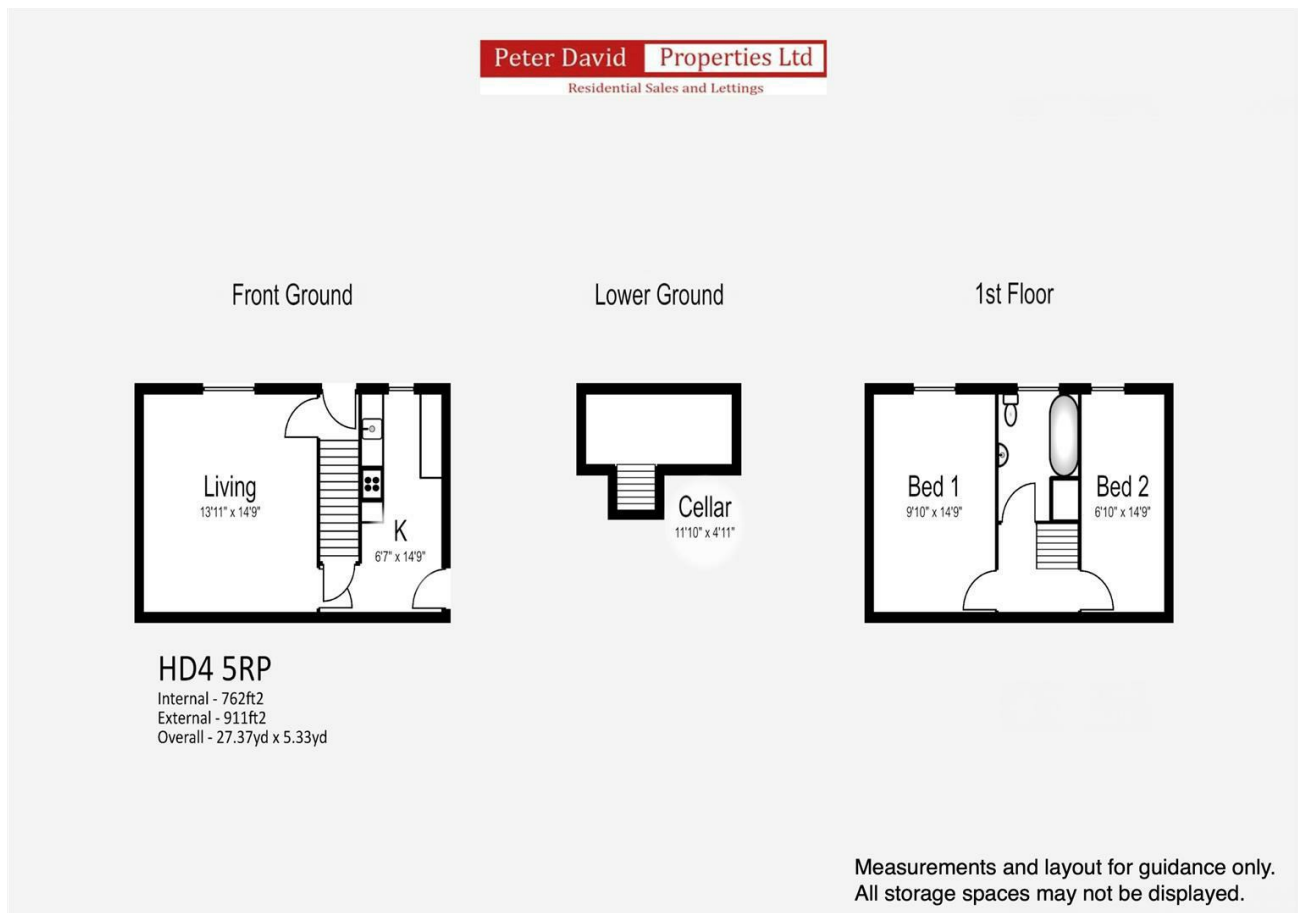 Peter David Properties Ltd
Residential Sales and Lettings
Front Ground
Lower Ground
1st Floor
Living
13'11" x 14'9"
K
6'7" x 14'9"
Cellar
11'10" x 4'11"
Bed 1
9'10" x 14'9"
Bed 2
6'10" x 14'9"
HD4 5RP
Internal - 762ft2
External - 911ft2
Overall - 27.37yd x 5.33yd
Measurements and layout for guidance only.
All storage spaces may not be displayed.